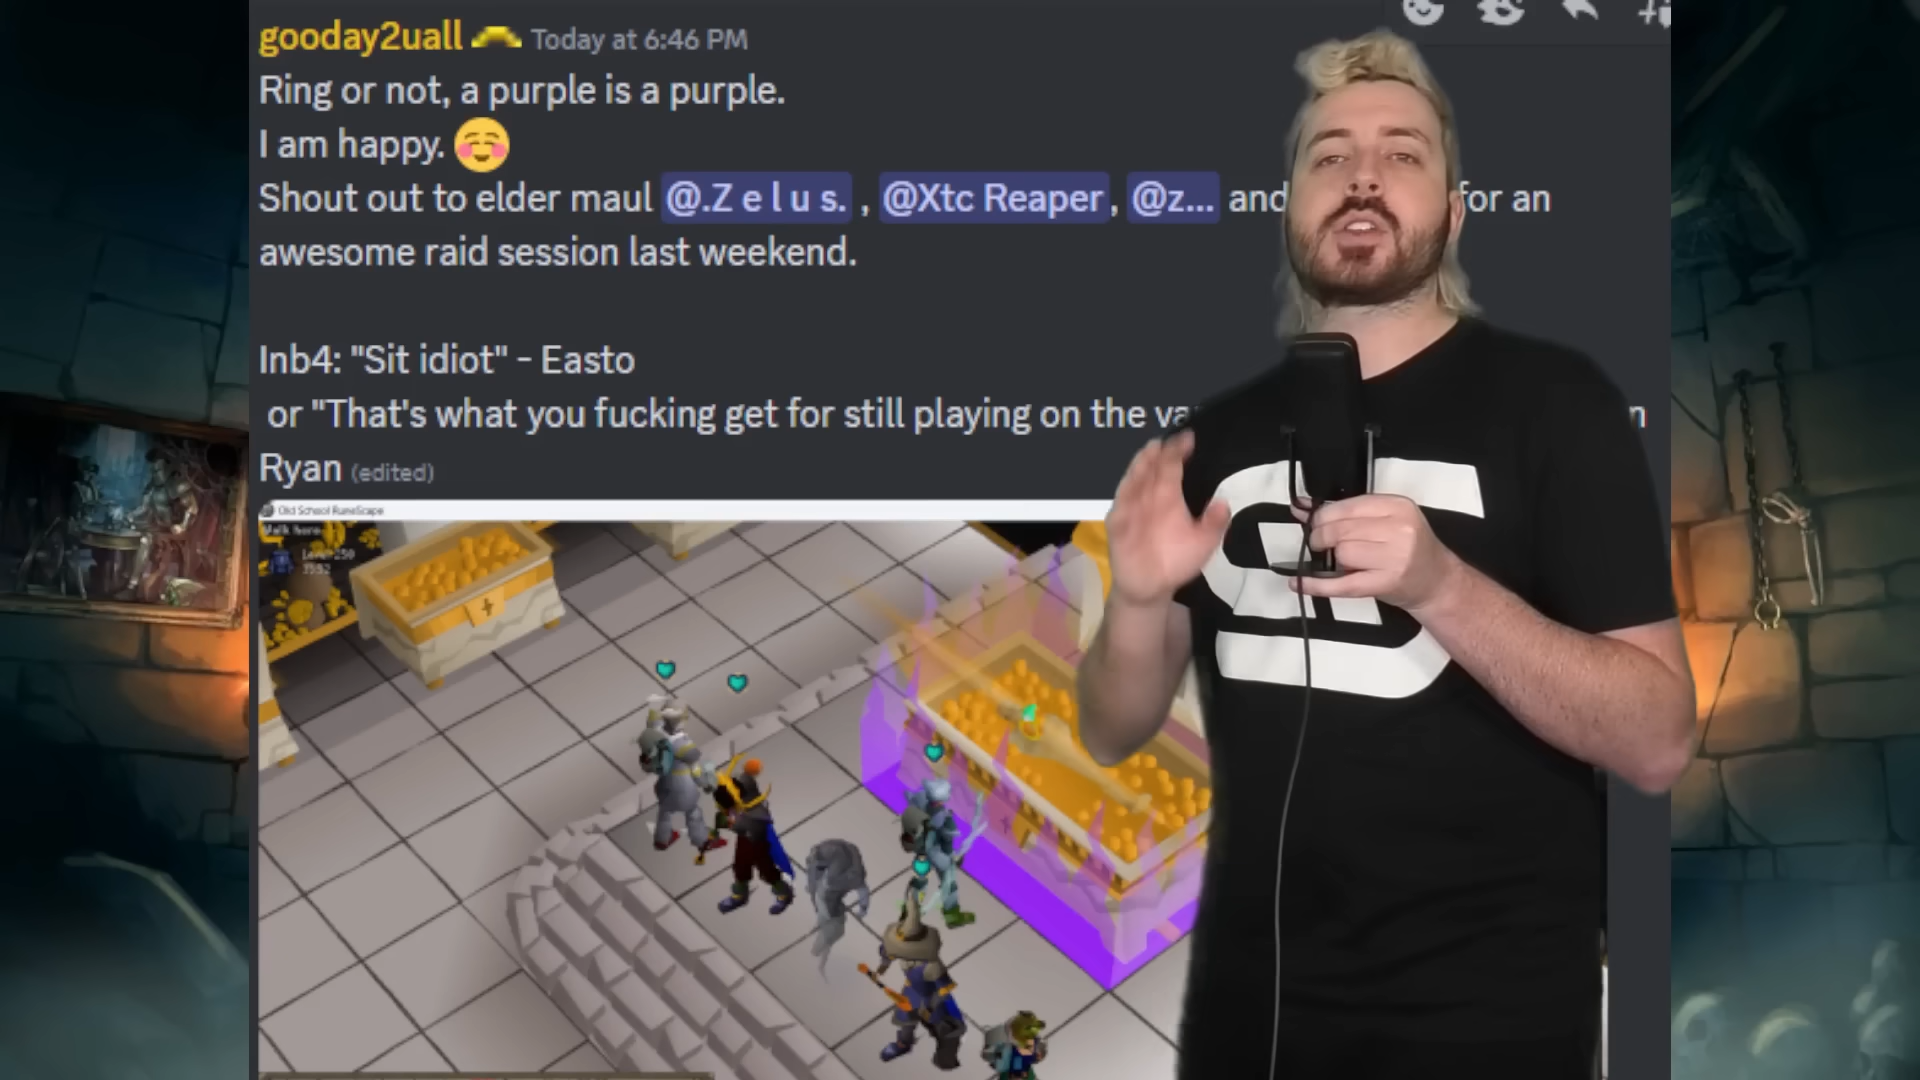 gooday2uall Today at 6:46 PM
Ring or not, a purple is a purple.
I am happy.
Shout out to elder maul @.Z e l u s. , @Xtc Reaper, @z... and for an
awesome raid session last weekend.
Inb4: "Sit idiot" - Easto
or "That's what you fucking get for still playing on the
Ryan (edited)
Old School RuneScape
Walk here